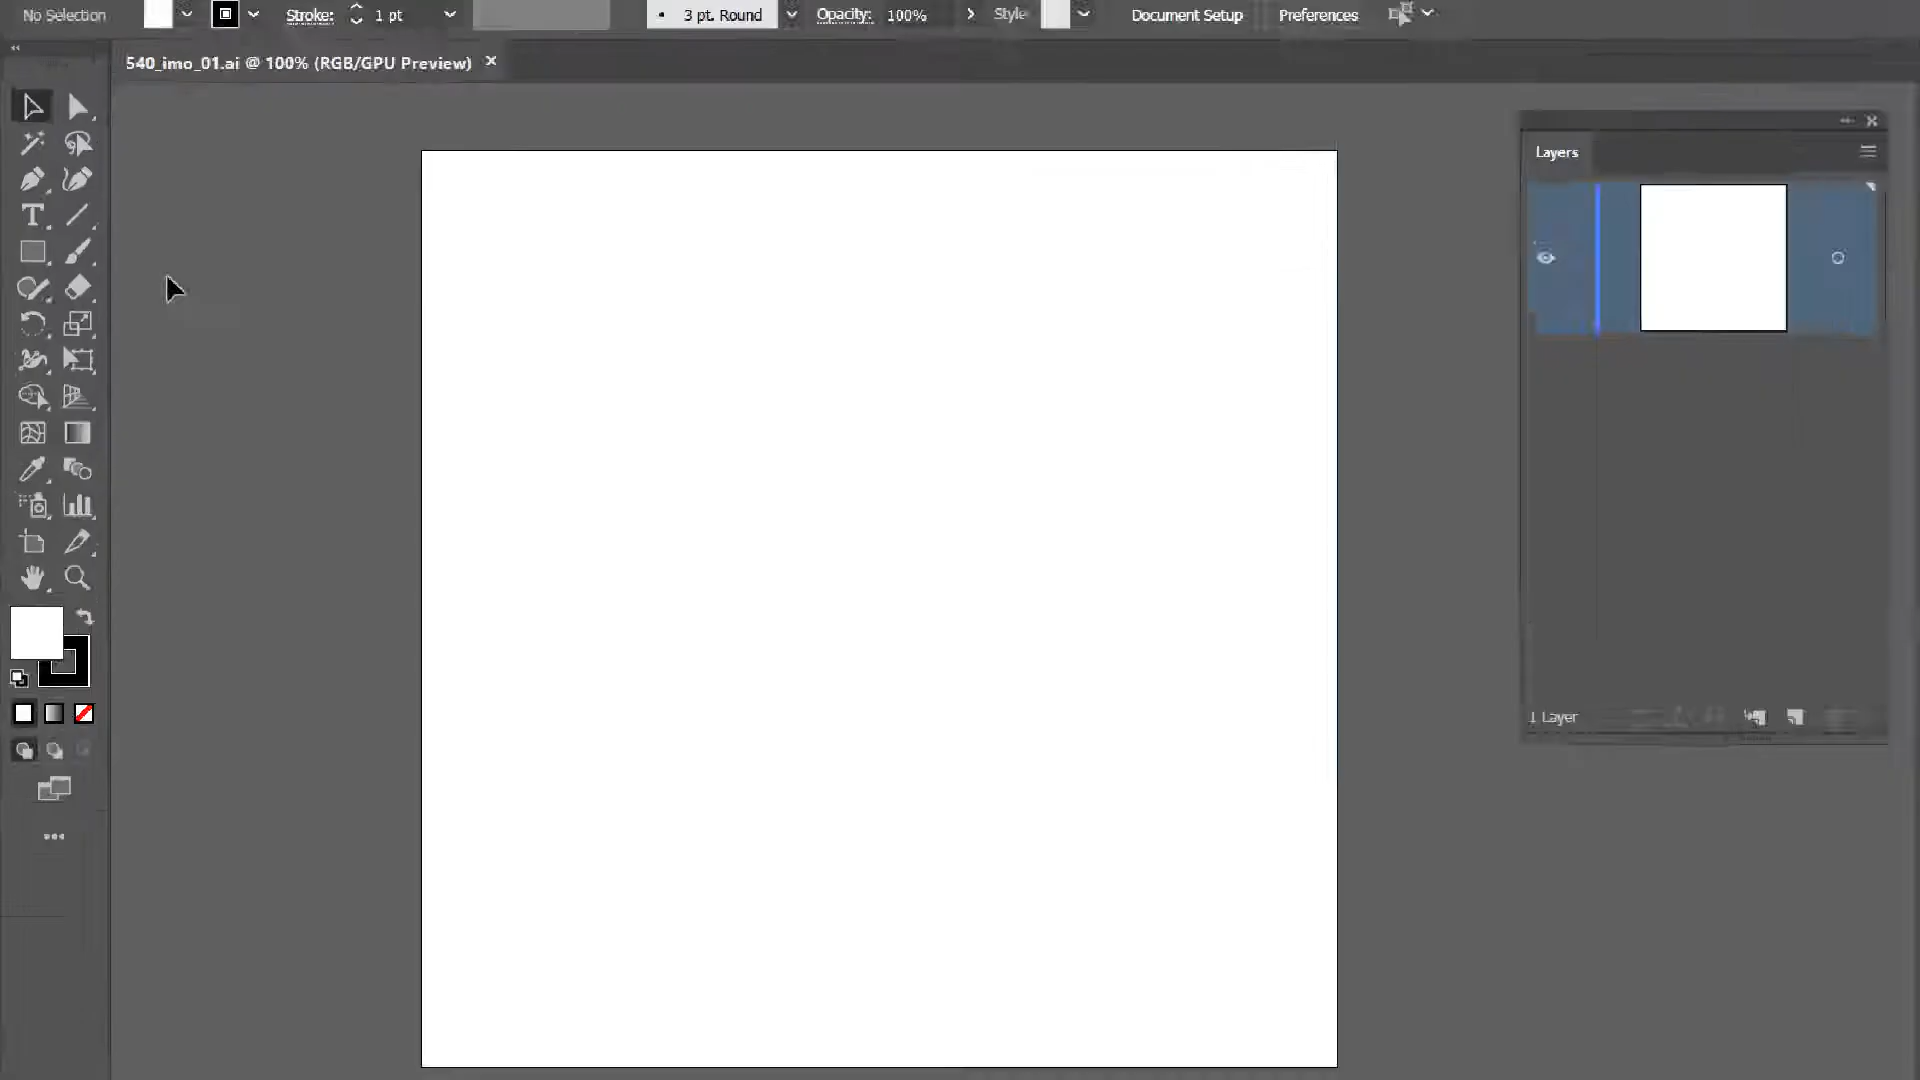 No Selection
Stroke:
1 pt
3 pt. Round
Opacity:
100%
Style
Document Setup
Preferences
540_imo_01.ai @ 100% (RGB/GPU Preview)
Layers
1 Layer